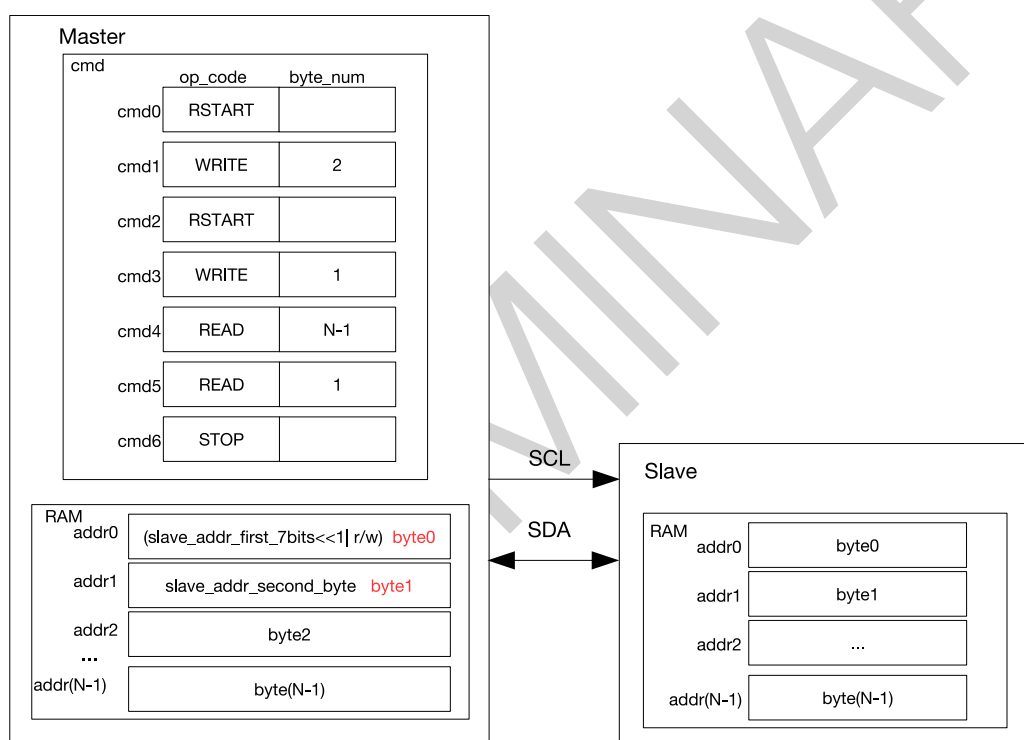 Master
cmd
op_code byte_num
cmd0 RSTART
cmd1 WRITE 2
cmd2 RSTART
cmd3 WRITE 1
cmd4 READ N-1
cmd5 READ 1
cmd6 STOP
SCL
SDA
RAM
addr0 (slave_addr_first_7bits<<1| r/w) byte0
addr1 slave_addr_second_byte byte1
addr2 byte2
...
addr(N-1) byte(N-1)
Slave
RAM
addr0 byte0
addr1 byte1
addr2 ...
addr(N-1) byte(N-1)
MINAR